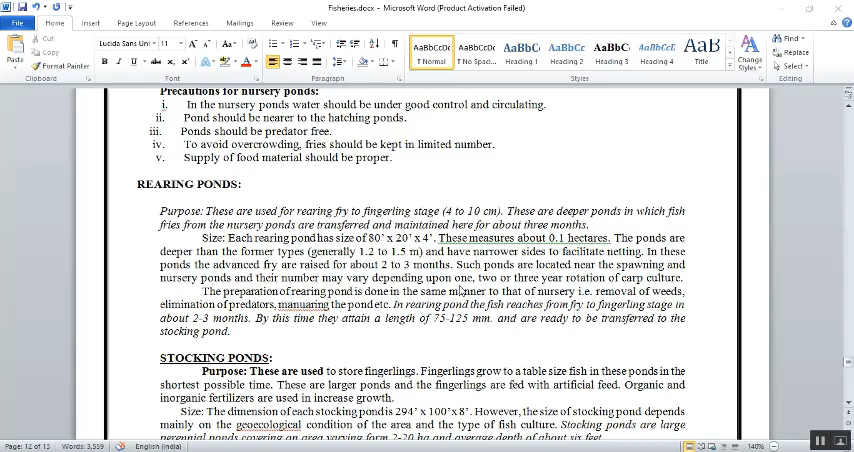 Fisheries.docx - Microsoft Word (Product Activation Failed)
File Home Insert Page Layout References Mailings Review View
Cut
Copy
Format Painter
Paste
Lucida Sans Uni 11
AaBbCcDc AaBbCcDc AaBbC AaBbCc AaBbC AaBbCcL AaB
¶ Normal ¶ No Spaci... Heading 1 Heading 2 Heading 3 Heading 4 Title
Change Styles
Find
Replace
Select
Clipboard Font Paragraph Styles Editing
Precautions for nursery ponds:
i. In the nursery ponds water should be under good control and circulating.
ii. Pond should be nearer to the hatching ponds.
iii. Ponds should be predator free.
iv. To avoid overcrowding, fries should be kept in limited number.
v. Supply of food material should be proper.
REARING PONDS:
Purpose: These are used for rearing fry to fingerling stage (4 to 10 cm). These are deeper ponds in which fish
fries from the nursery ponds are transferred and maintained here for about three months.
Size: Each rearing pond has size of 80’ x 20’ x 4’. These measures about 0.1 hectares. The ponds are
deeper than the former types (generally 1.2 to 1.5 m) and have narrower sides to facilitate netting. In these
ponds the advanced fry are raised for about 2 to 3 months. Such ponds are located near the spawning and
nursery ponds and their number may vary depending upon one, two or three year rotation of carp culture.
The preparation of rearing pond is done in the same manner to that of nursery i.e. removal of weeds,
elimination of predators, manuaring the pond etc. In rearing pond the fish reaches from fry to fingerling stage in
about 2-3 months. By this time they attain a length of 75-125 mm. and are ready to be transferred to the
stocking pond.
STOCKING PONDS:
Purpose: These are used to store fingerlings. Fingerlings grow to a table size fish in these ponds in the
shortest possible time. These are larger ponds and the fingerlings are fed with artificial feed. Organic and
inorganic fertilizers are used in increase growth.
Size: The dimension of each stocking pond is 294’ x 100’x 8’. However, the size of stocking pond depends
mainly on the geoecological condition of the area and the type of fish culture. Stocking ponds are large
perennial ponds covering an area varying form 2-20 ha and average depth of about six feet
Page: 12 of 13 Words: 3,559 English (India) 140%